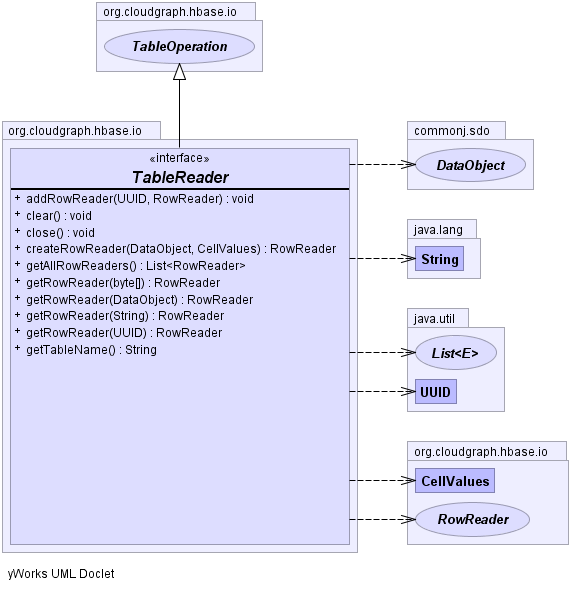 org.cloudgraph.hbase.io
TableOperation
org.cloudgraph.hbase.io
«interface»
TableReader
+ addRowReader(UUID, RowReader) : void
+ clear() : void
+ close() : void
+ createRowReader(DataObject, CellValues) : RowReader
+ getAllRowReaders() : List<RowReader>
+ getRowReader(byte[]) : RowReader
+ getRowReader(DataObject) : RowReader
+ getRowReader(String) : RowReader
+ getRowReader(UUID) : RowReader
+ getTableName() : String
commonj.sdo
DataObject
java.lang
String
java.util
List<E>
UUID
org.cloudgraph.hbase.io
CellValues
RowReader
yWorks UML Doclet